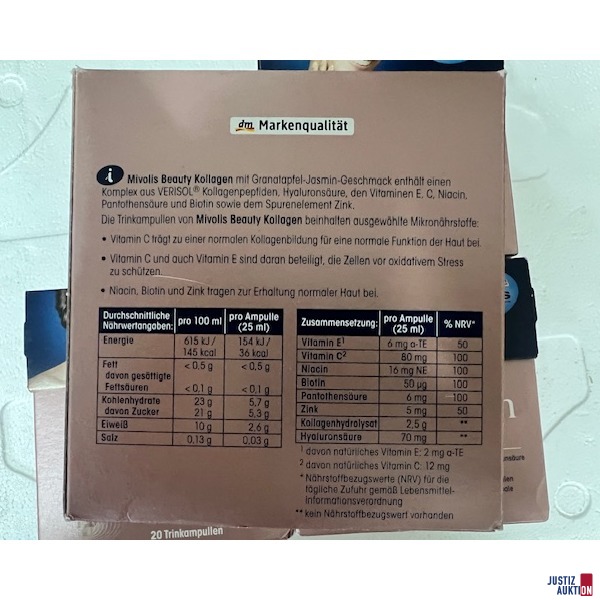 dm Markenqualität
i Mivolis Beauty Kollagen mit Granatapfel-Jasmin-Geschmack enthält einen
Komplex aus VERISOL® Kollagenpeptiden, Hyaluronsäure, den Vitaminen E, C, Niacin,
Pantothensäure und Biotin sowie dem Spurenelement Zink.
Die Trinkampullen von Mivolis Beauty Kollagen beinhalten ausgewählte Mikronährstoffe:
• Vitamin C trägt zu einer normalen Kollagenbildung für eine normale Funktion der Haut bei.
• Vitamin C und auch Vitamin E sind daran beteiligt, die Zellen vor oxidativem Stress
zu schützen.
• Niacin, Biotin und Zink tragen zur Erhaltung normaler Haut bei.
Durchschnittliche Nährwertangaben: pro 100 ml pro Ampulle (25 ml)
Energie 615 kJ / 145 kcal 154 kJ / 36 kcal
Fett < 0,5 g < 0,5 g
davon gesättigte Fettsäuren < 0,1 g < 0,1 g
Kohlenhydrate 23 g 5,7 g
davon Zucker 21 g 5,3 g
Eiweiß 10 g 2,6 g
Salz 0,13 g 0,03 g
Zusammensetzung: pro Ampulle (25 ml) % NRV*
Vitamin E1 6 mg α-TE 50
Vitamin C2 80 mg 100
Niacin 16 mg NE 100
Biotin 50 µg 100
Pantothensäure 6 mg 100
Zink 5 mg 50
Kollagenhydrolysat 2,5 g **
Hyaluronsäure 70 mg **
1 davon natürliches Vitamin E: 2 mg α-TE
2 davon natürliches Vitamin C: 12 mg
* Nährstoffbezugswerte (NRV) für die
tägliche Zufuhr gemäß Lebensmittel-
Informationsverordnung
** kein Nährstoffbezugswert vorhanden
20 Trinkampullen
JUSTIZ
AUKTION